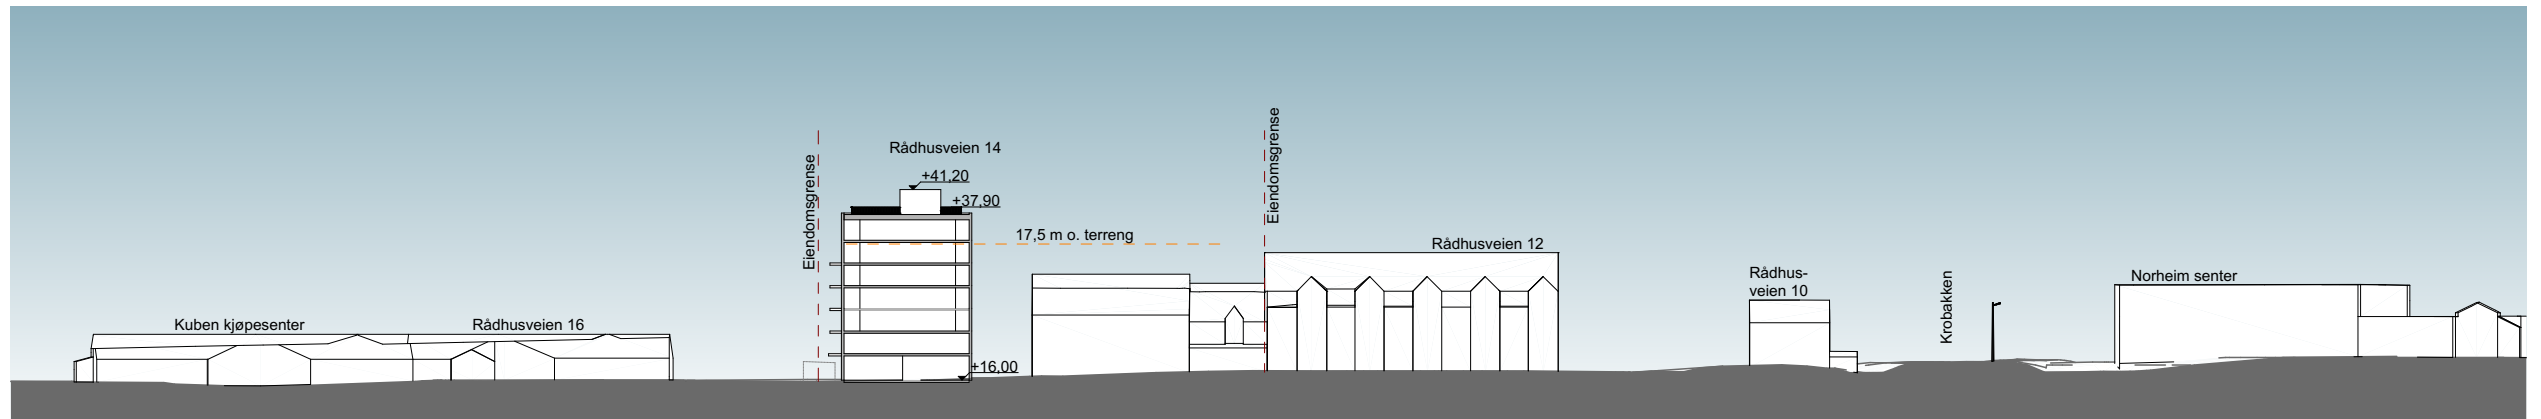 Eiendomsgrense
Rådhusveien 14
+41,20
+37,90
Eiendomsgrense
17,5 m o. terreng
Rådhusveien 12
Rådhus-
veien 10
Krobakken
Norheim senter
Kuben kjøpesenter
Rådhusveien 16
+16,00